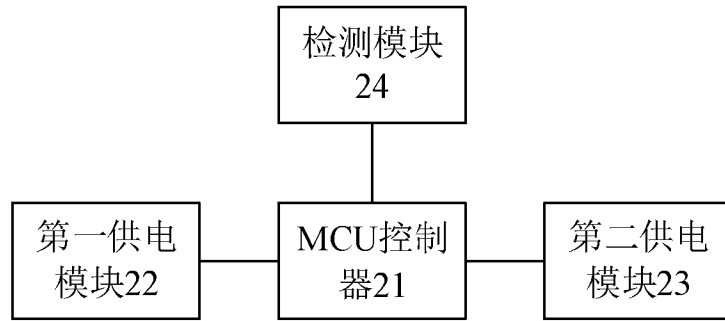 检测模块
24
第一供电
模块22
MCU控制
器21
第二供电
模块23